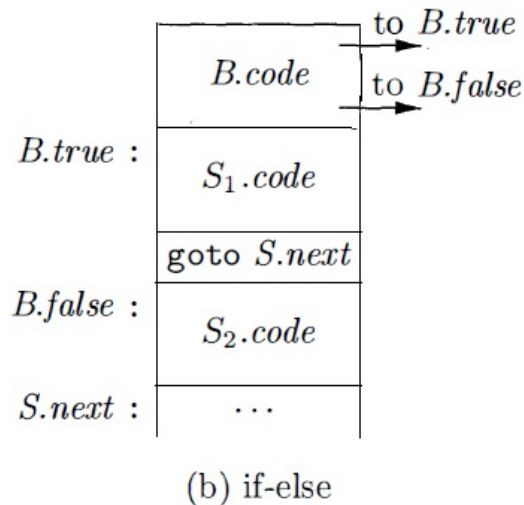 to B.true
B.code
to B.false
B.true :
S₁.code
goto S.next
B.false :
S₂.code
S.next : ...
(b) if-else